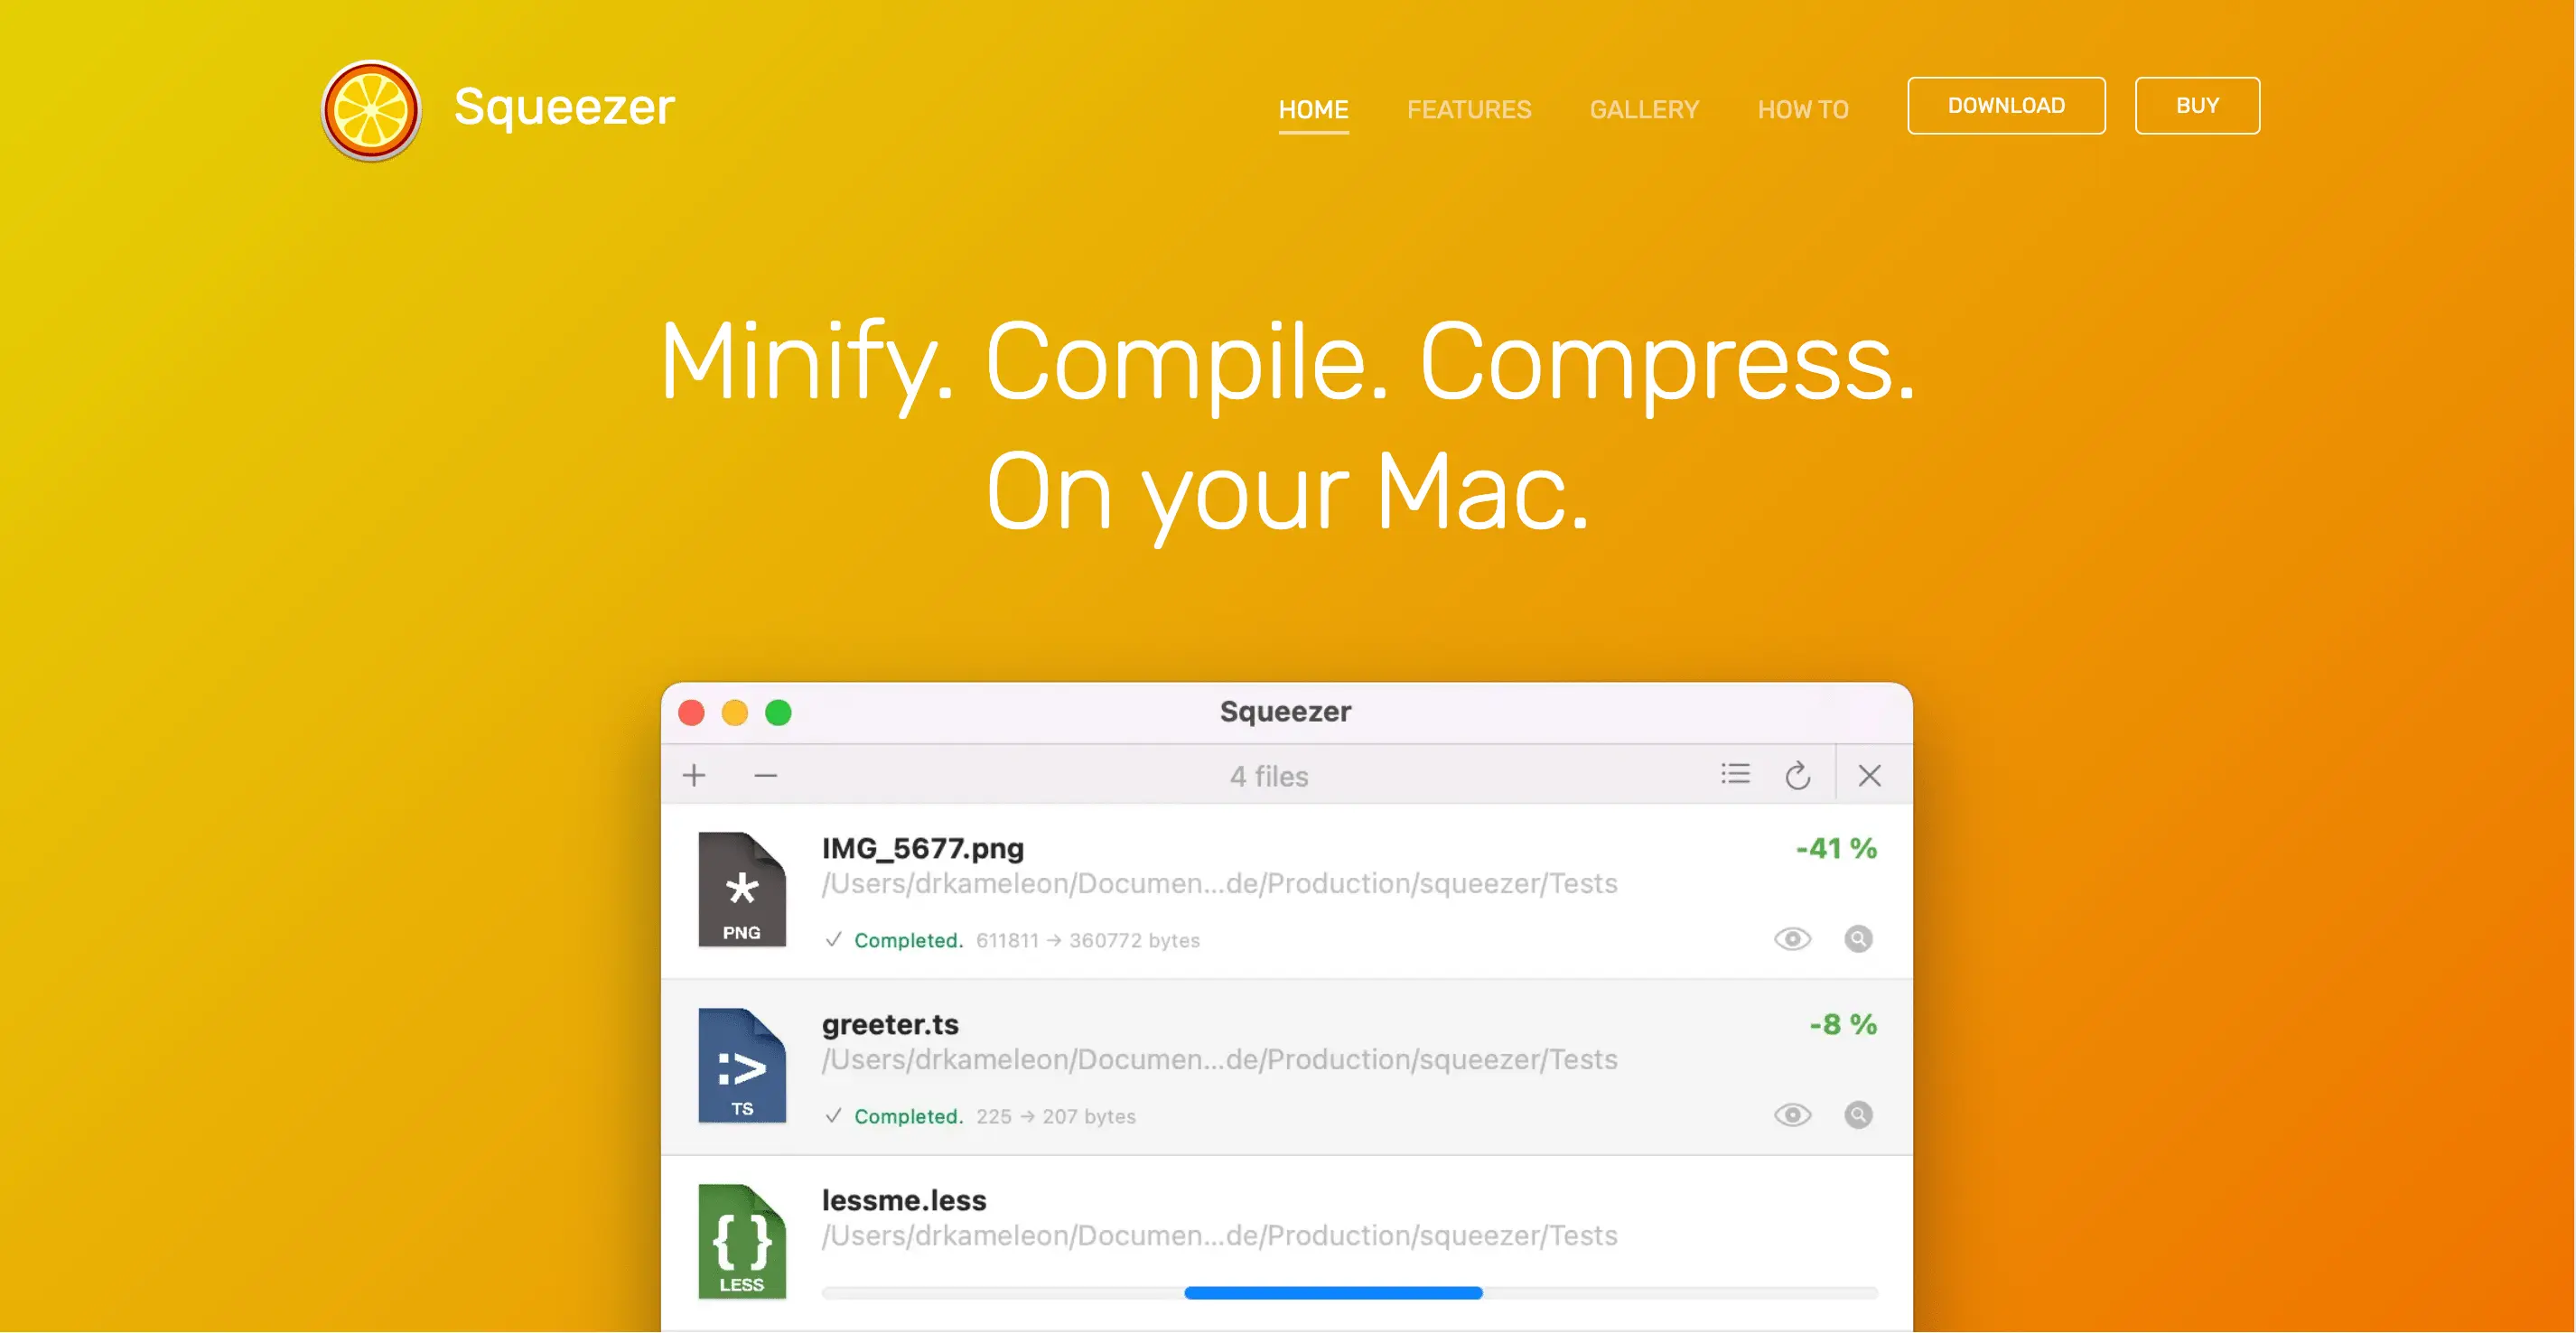 Squeezer
HOME FEATURES GALLERY HOW TO DOWNLOAD BUY
Minify. Compile. Compress.
On your Mac.
Squeezer
4 files
IMG_5677.png -41 %
/Users/drkameleon/Documen...de/Production/squeezer/Tests
PNG
✓ Completed. 611811 → 360772 bytes
greeter.ts -8 %
/Users/drkameleon/Documen...de/Production/squeezer/Tests
:>
TS
✓ Completed. 225 → 207 bytes
lessme.less
/Users/drkameleon/Documen...de/Production/squeezer/Tests
{ }
LESS